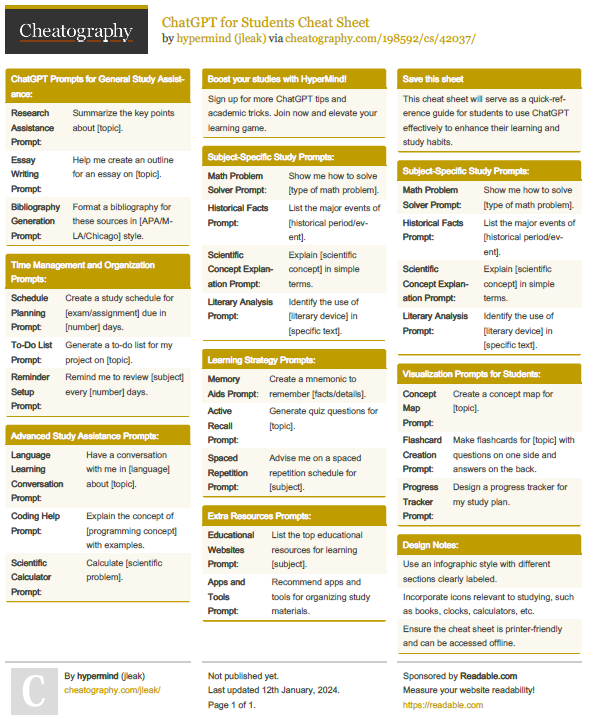 Cheatography
ChatGPT for Students Cheat Sheet
by hypermind (jleak) via cheatography.com/198592/cs/42037/
ChatGPT Prompts for General Study Assist-
ance:
Research Summarize the key points
Assistance about [topic].
Prompt:
Essay Help me create an outline
Writing for an essay on [topic].
Prompt:
Bibliography Format a bibliography for
Generation these sources in [APA/M-
Prompt: LA/Chicago] style.
Time Management and Organization
Prompts:
Schedule Create a study schedule for
Planning [exam/assignment] due in
Prompt: [number] days.
To-Do List Generate a to-do list for my
Prompt: project on [topic].
Reminder Remind me to review [subject]
Setup every [number] days.
Prompt:
Advanced Study Assistance Prompts:
Language Have a conversation
Learning with me in [language]
Conversation about [topic].
Prompt:
Coding Help Explain the concept of
Prompt: [programming concept]
with examples.
Scientific Calculate [scientific
Calculator problem].
Prompt:
Boost your studies with HyperMind!
Sign up for more ChatGPT tips and
academic tricks. Join now and elevate your
learning game.
Subject-Specific Study Prompts:
Math Problem Show me how to solve
Solver Prompt: [type of math problem].
Historical Facts List the major events of
Prompt: [historical period/ev-
ent].
Scientific Explain [scientific
Concept Explan- concept] in simple
ation Prompt: terms.
Literary Analysis Identify the use of
Prompt: [literary device] in
[specific text].
Learning Strategy Prompts:
Memory Create a mnemonic to
Aids Prompt: remember [facts/details].
Active Generate quiz questions for
Recall [topic].
Prompt:
Spaced Advise me on a spaced
Repetition repetition schedule for
Prompt: [subject].
Extra Resources Prompts:
Educational List the top educational
Websites resources for learning
Prompt: [subject].
Apps and Recommend apps and
Tools tools for organizing study
Prompt: materials.
Save this sheet
This cheat sheet will serve as a quick-ref-
erence guide for students to use ChatGPT
effectively to enhance their learning and
study habits.
Subject-Specific Study Prompts:
Math Problem Show me how to solve
Solver Prompt: [type of math problem].
Historical Facts List the major events of
Prompt: [historical period/ev-
ent].
Scientific Explain [scientific
Concept Explan- concept] in simple
ation Prompt: terms.
Literary Analysis Identify the use of
Prompt: [literary device] in
[specific text].
Visualization Prompts for Students:
Concept Create a concept map for
Map [topic].
Prompt:
Flashcard Make flashcards for [topic] with
Creation questions on one side and
Prompt: answers on the back.
Progress Design a progress tracker for
Tracker my study plan.
Prompt:
Design Notes:
Use an infographic style with different
sections clearly labeled.
Incorporate icons relevant to studying, such
as books, clocks, calculators, etc.
Ensure the cheat sheet is printer-friendly
and can be accessed offline.
C
By hypermind (jleak)
cheatography.com/jleak/
Not published yet.
Last updated 12th January, 2024.
Page 1 of 1.
Sponsored by Readable.com
Measure your website readability!
https://readable.com